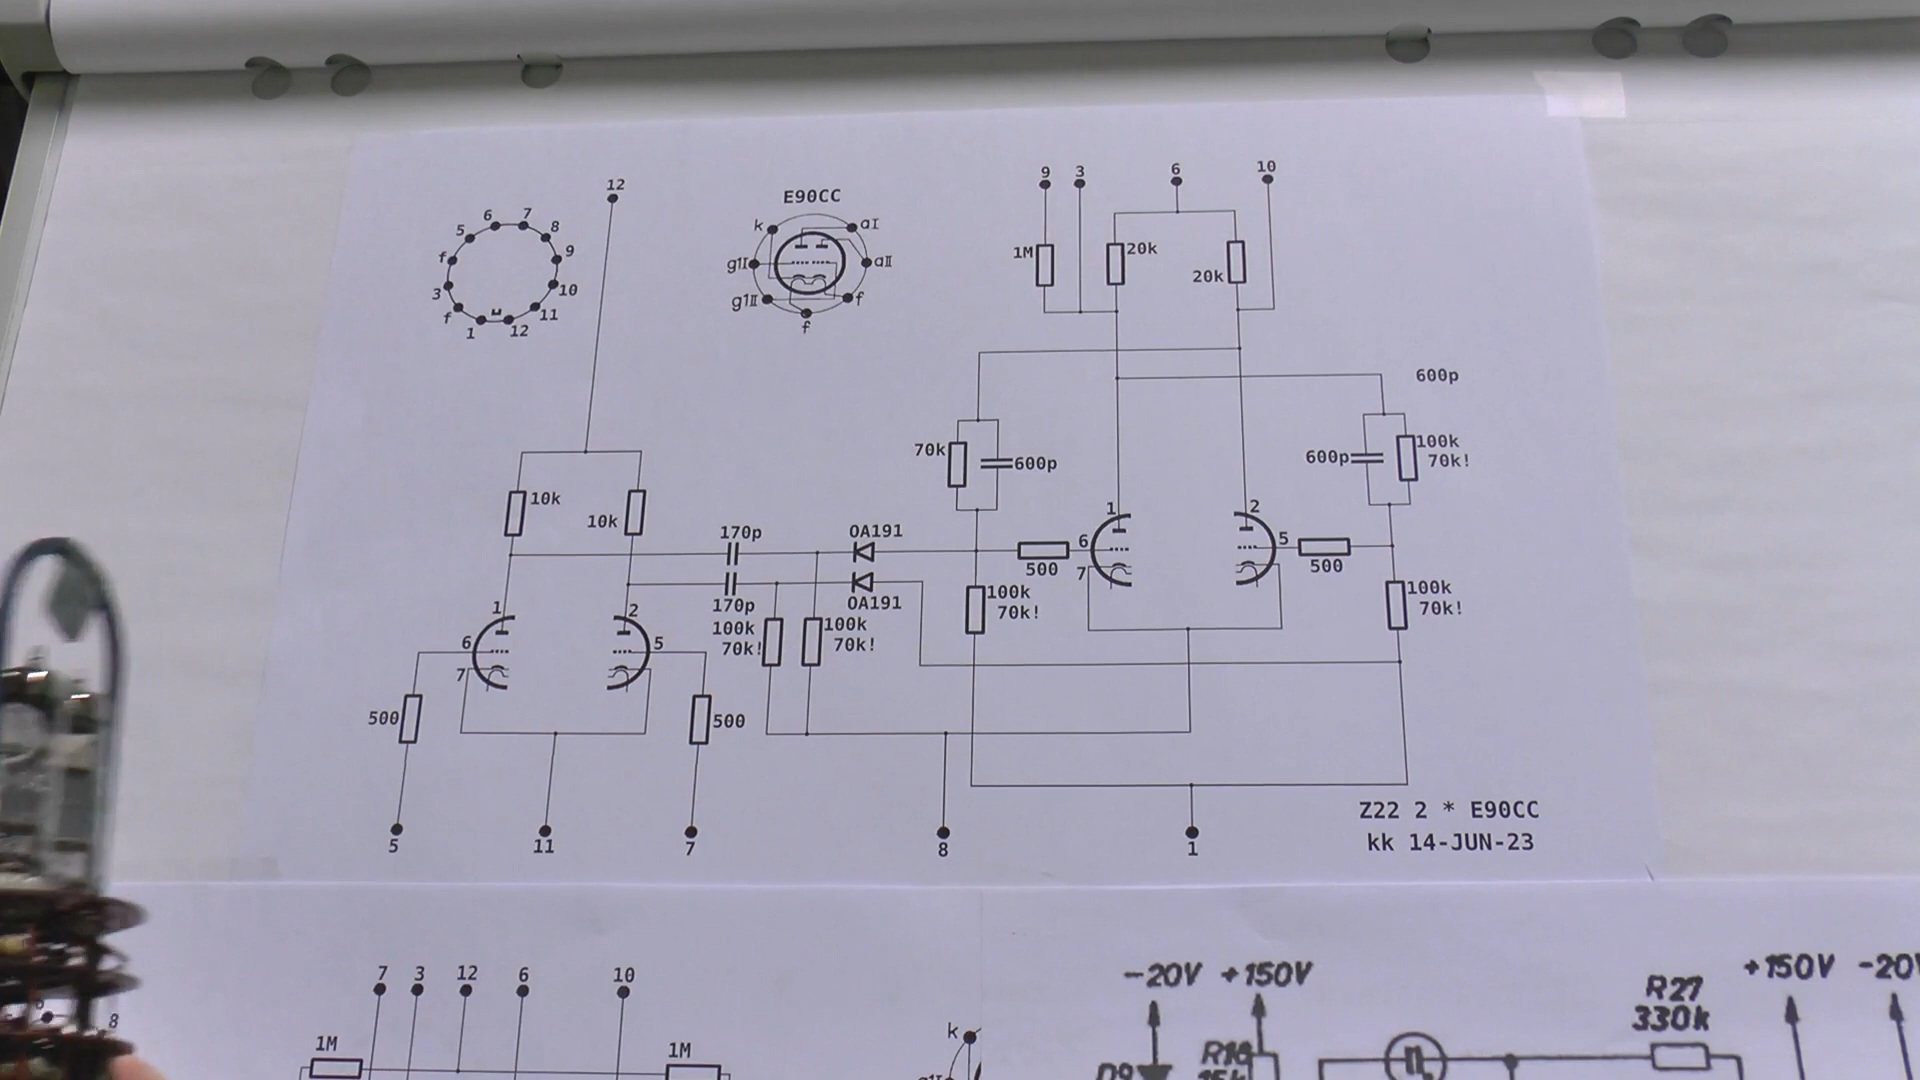 12
E90CC
9 3 6 10
5 6 7 8 9 10 11 12 1 f 3 f
k aI
g1I aII
g1II f
f
1M 20k 20k
600p
70k 600p
600p 100k
70k!
10k 10k
170p OA191
170p OA191
1 2
6 5
7
500 500
100k
70k!
100k
70k!
100k
70k!
100k
70k!
1 2
6 5
7
500 500
5 11 7 8 1
Z22 2 * E90CC
kk 14-JUN-23
7 3 12 6 10
1M 1M
k
8
-20V +150V
R27
330k
+150V